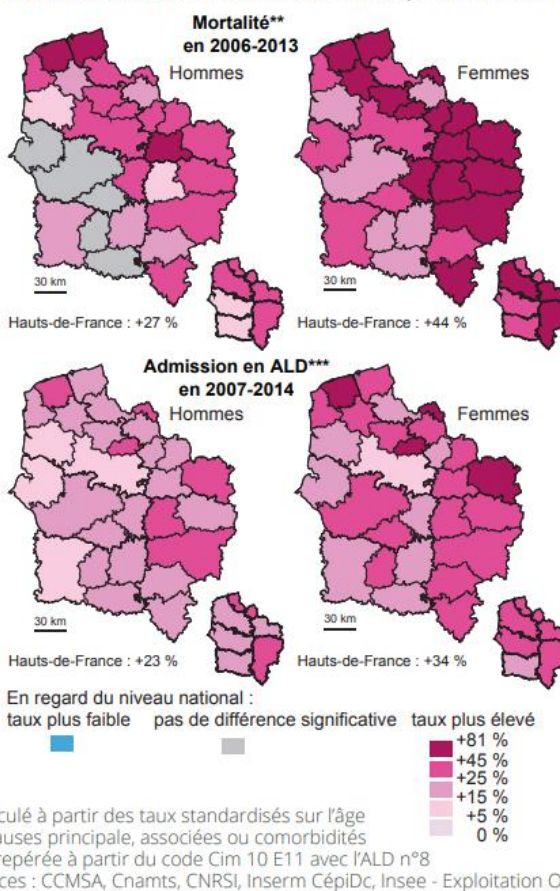 Mortalité**
en 2006-2013
Hommes
Femmes
30 km
30 km
Hauts-de-France : +27 %
Hauts-de-France : +44 %
Admission en ALD***
en 2007-2014
Hommes
Femmes
30 km
30 km
Hauts-de-France : +23 %
Hauts-de-France : +34 %
En regard du niveau national :
taux plus faible
pas de différence significative
taux plus élevé
+81 %
+45 %
+25 %
+15 %
+5 %
0 %
culé à partir des taux standardisés sur l'âge
auses principale, associées ou comorbidités
repérée à partir du code Cim 10 E11 avec l'ALD n°8
ces : CCMSA, Cnamts, CNRSI, Inserm CépiDc, Insee - Exploitation